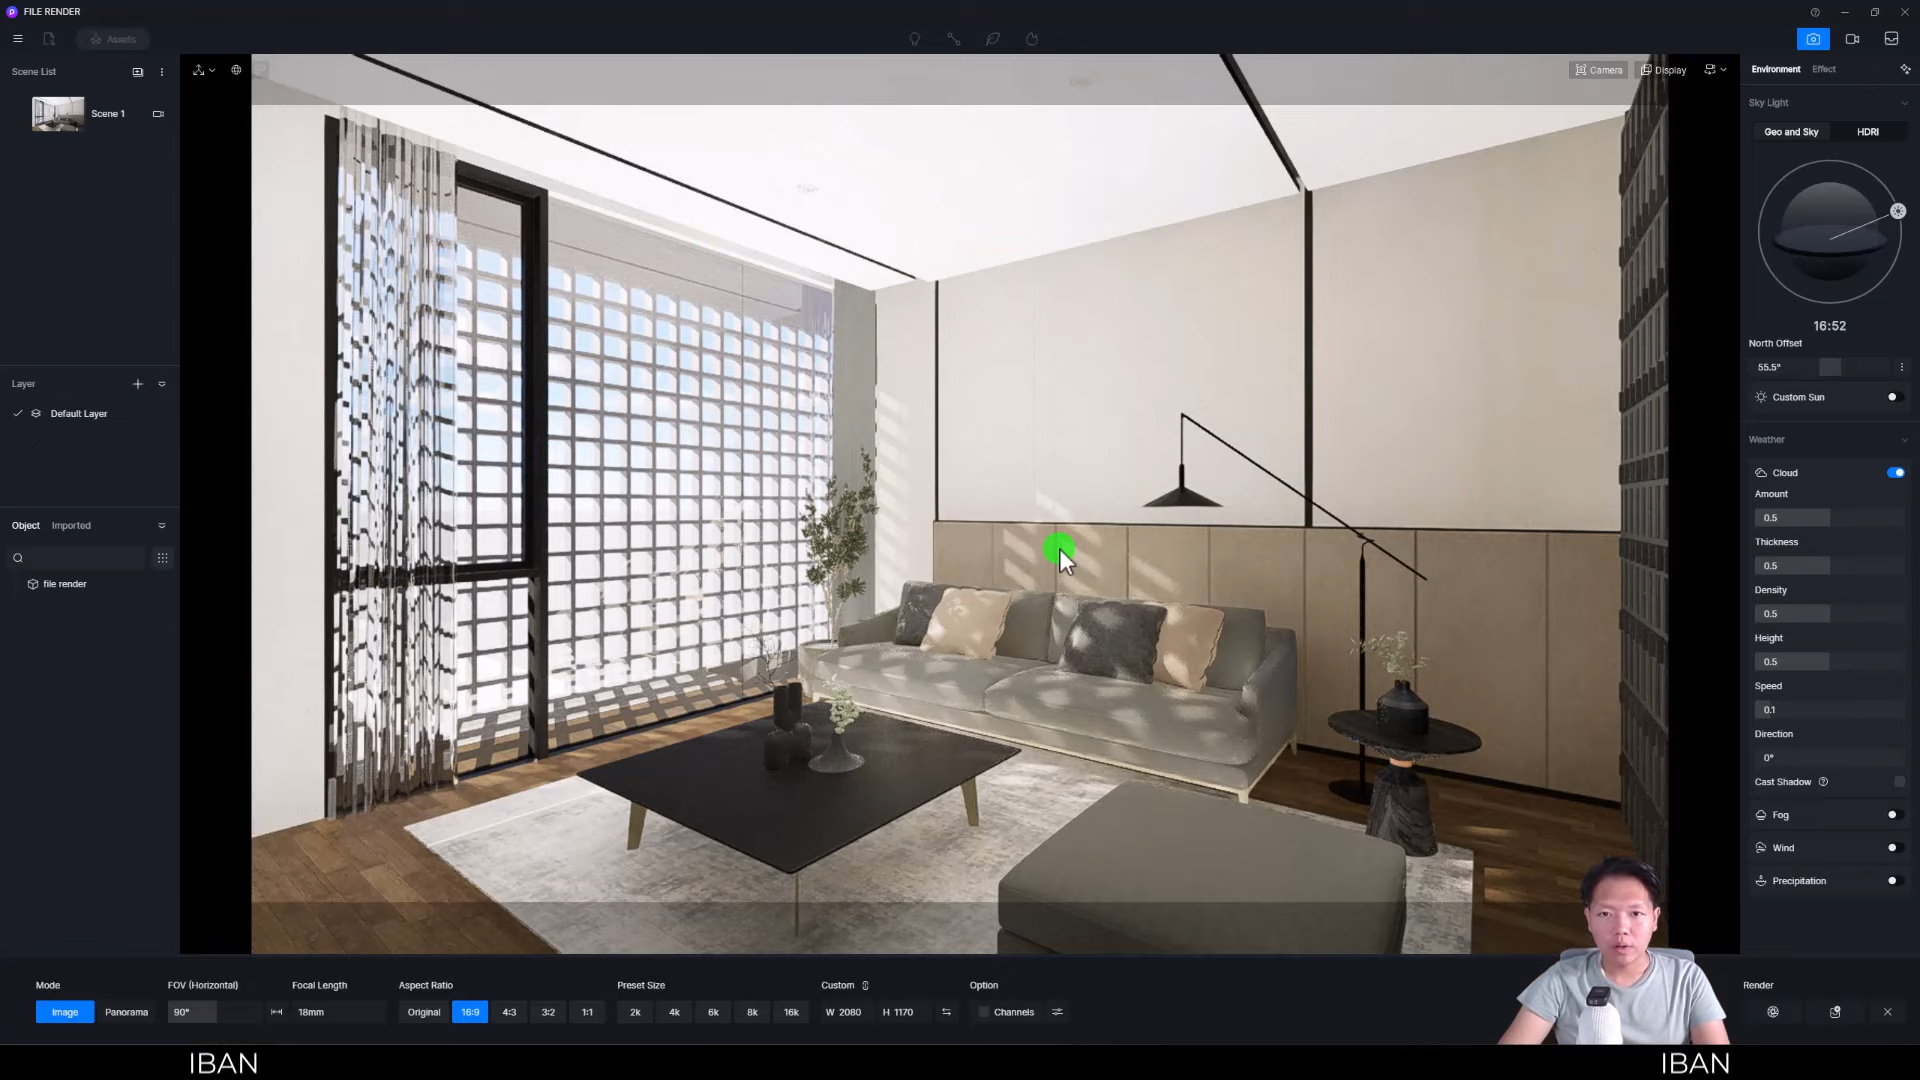 FILE RENDER
Assets
Scene List
Scene 1
Layer
Default Layer
Object Imported
file render
Camera Display
Environment Effect
Sky Light
Geo and Sky HDRI
16:52
North Offset
55.5°
Custom Sun
Weather
Cloud
Amount
0.5
Thickness
0.5
Density
0.5
Height
0.5
Speed
0.1
Direction
0°
Cast Shadow
Fog
Wind
Precipitation
Mode FOV (Horizontal) Focal Length Aspect Ratio Preset Size Custom Option Render
Image Panorama 90° 18mm Original 16:9 4:3 3:2 1:1 2k 4k 6k 8k 16k W 2080 H 1170 Channels
IBAN IBAN